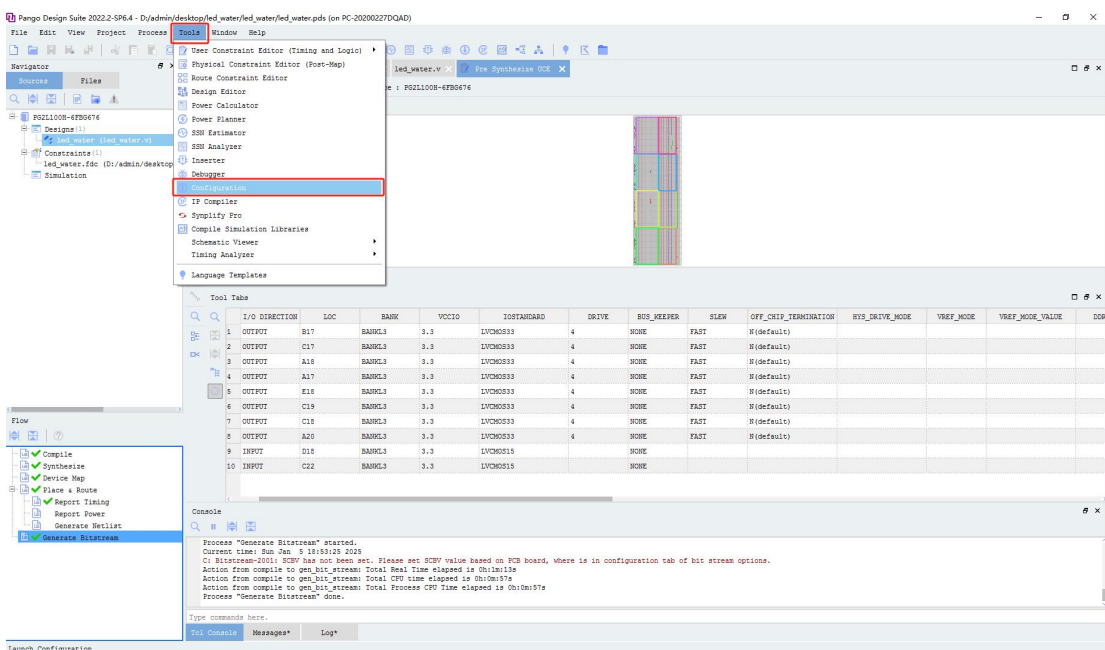 Pango Design Suite 2022.2-SP6.4 - D:/admin/desktop/led_water/led_water/led_water.pds (on PC-20200227DQAD)
File Edit View Project Process Tools Window Help
User Constraint Editor (Timing and Logic)
Physical Constraint Editor (Post-Map)
Route Constraint Editor
Design Editor
Power Calculator
Power Planner
SSN Estimator
SSN Analyzer
Inserter
Debugger
Configuration
IP Compiler
Synplify Pro
Compile Simulation Libraries
Schematic Viewer
Timing Analyzer
Language Templates
Navigator
Sources Files
PG2L100H-6FBG676
Designs(1)
led_water (led_water.v)
Constraints(1)
led_water.fdc (D:/admin/desktop
Simulation
led_water.v Pre Synthesize UCE
e : PG2L100H-6FBG676
Tool Tabs
I/O DIRECTION LOC BANK VCCIO IOSTANDARD DRIVE BUS_KEEPER SLEW OFF_CHIP_TERMINATION HYS_DRIVE_MODE VREF_MODE VREF_MODE_VALUE DDR
1 OUTPUT B17 BANKL3 3.3 LVCMOS33 4 NONE FAST N(default)
2 OUTPUT C17 BANKL3 3.3 LVCMOS33 4 NONE FAST N(default)
3 OUTPUT A18 BANKL3 3.3 LVCMOS33 4 NONE FAST N(default)
4 OUTPUT A17 BANKL3 3.3 LVCMOS33 4 NONE FAST N(default)
5 OUTPUT E18 BANKL3 3.3 LVCMOS33 4 NONE FAST N(default)
6 OUTPUT C19 BANKL3 3.3 LVCMOS33 4 NONE FAST N(default)
7 OUTPUT C18 BANKL3 3.3 LVCMOS33 4 NONE FAST N(default)
8 OUTPUT A20 BANKL3 3.3 LVCMOS33 4 NONE FAST N(default)
9 INPUT D18 BANKL3 3.3 LVCMOS15 NONE
10 INPUT C22 BANKL3 3.3 LVCMOS15 NONE
Flow
Compile
Synthesize
Device Map
Place & Route
Report Timing
Report Power
Generate Netlist
Generate Bitstream
Console
Process "Generate Bitstream" started.
Current time: Sun Jan 5 18:53:25 2025
C: Bitstream-2001: SCBV has not been set. Please set SCBV value based on PCB board, where is in configuration tab of bit stream options.
Action from compile to gen_bit_stream: Total Real Time elapsed is 0h:1m:13s
Action from compile to gen_bit_stream: Total CPU time elapsed is 0h:0m:57s
Action from compile to gen_bit_stream: Total Process CPU Time elapsed is 0h:0m:57s
Process "Generate Bitstream" done.
Type commands here.
Tcl Console Messages* Log*
Launch Configuration